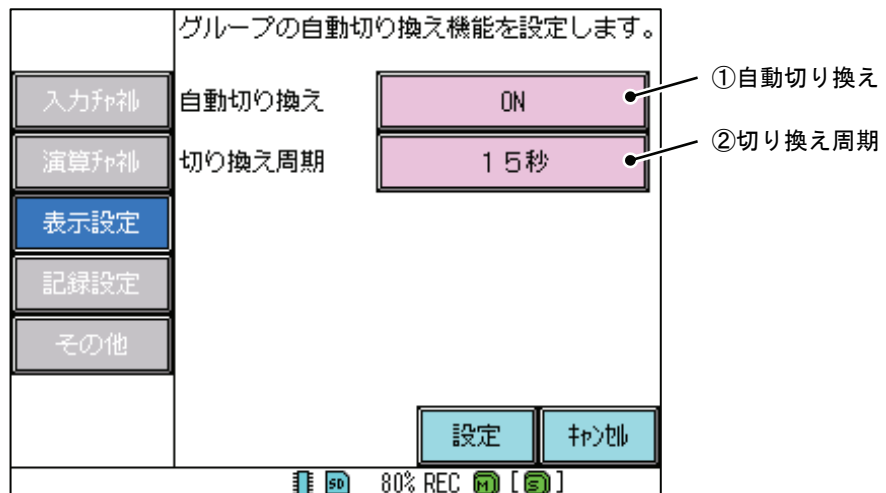 グループの自動切り換え機能を設定します。
入力ﾁｬﾈﾙ
自動切り換え
ON
①自動切り換え
演算ﾁｬﾈﾙ
切り換え周期
１５秒
②切り換え周期
表示設定
記録設定
その他
設定
ｷｬﾝｾﾙ
SD 80% REC M [S]